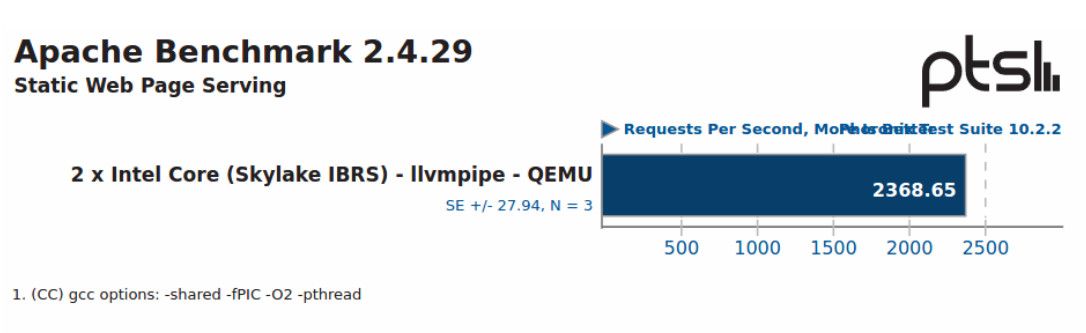 Apache Benchmark 2.4.29
Static Web Page Serving
ptsl
Requests Per Second, More Is Better
Phoronix Test Suite 10.2.2
2 x Intel Core (Skylake IBRS) - llvmpipe - QEMU
SE +/- 27.94, N = 3
2368.65
500 1000 1500 2000 2500
1. (CC) gcc options: -shared -fPIC -O2 -pthread